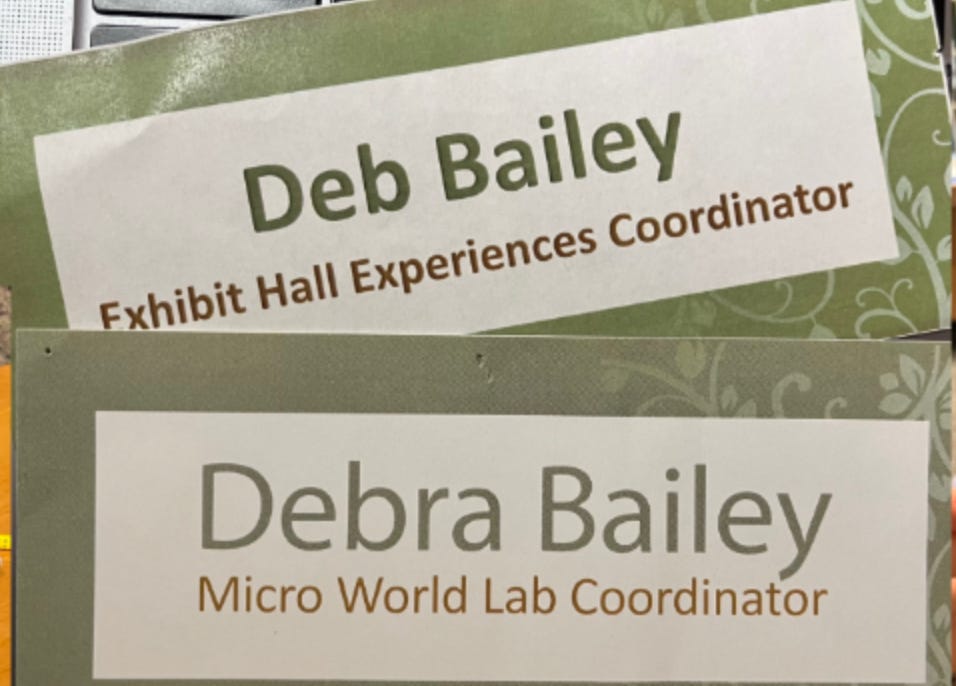 Deb Bailey
Exhibit Hall Experiences Coordinator
Debra Bailey
Micro World Lab Coordinator